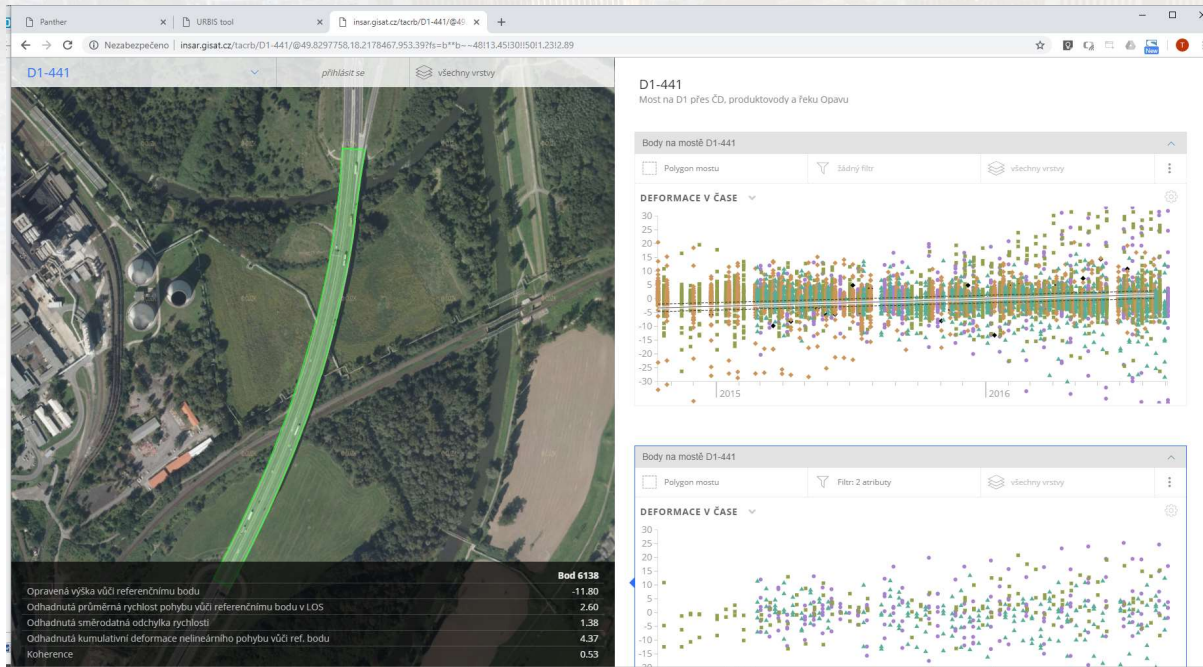 Panther
URBIS tool
insar.gisat.cz/tacrb/D1-441/@49.
Nezabezpečeno | insar.gisat.cz/tacrb/D1-441/@49.8297758,18.2178467,953.39?fs=b**b~~48!13.45!30!!50!1.23!2.89
New
T
D1-441
přihlásit se
všechny vrstvy
D1-441
Most na D1 přes ČD, produktovody a řeku Opavu
Body na mostě D1-441
Polygon mostu
žádný filtr
všechny vrstvy
DEFORMACE V ČASE
30
25
20
15
10
5
0
-5
-10
-15
-20
-25
-30
2015
2016
Body na mostě D1-441
Polygon mostu
Filtr: 2 atributy
všechny vrstvy
DEFORMACE V ČASE
30
25
20
15
10
5
0
-5
-10
-15
-20
Bod 6138
Opravená výška vůči referenčnímu bodu -11.80
Odhadnutá průměrná rychlost pohybu vůči referenčnímu bodu v LOS 2.60
Odhadnutá směrodatná odchylka rychlosti 1.38
Odhadnutá kumulativní deformace nelineárního pohybu vůči ref. bodu 4.37
Koherence 0.53